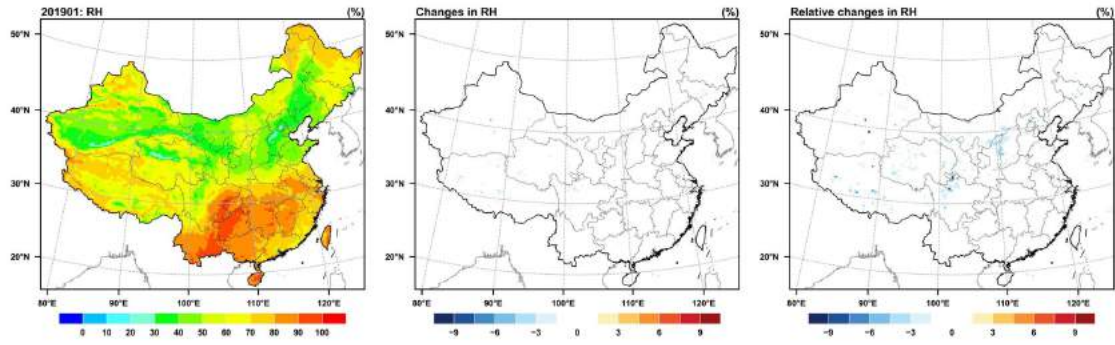 201901: RH (%)
50°N
40°N
30°N
20°N
80°E 90°E 100°E 110°E 120°E
0 10 20 30 40 50 60 70 80 90 100
Changes in RH (%)
50°N
40°N
30°N
20°N
80°E 90°E 100°E 110°E 120°E
−9 −6 −3 0 3 6 9
Relative changes in RH (%)
50°N
40°N
30°N
20°N
80°E 90°E 100°E 110°E 120°E
−9 −6 −3 0 3 6 9